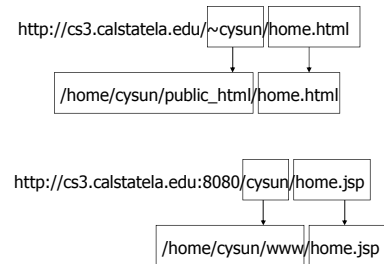 http://cs3.calstatela.edu/~cysun/home.html
/home/cysun/public_html/home.html
http://cs3.calstatela.edu:8080/cysun/home.jsp
/home/cysun/www/home.jsp